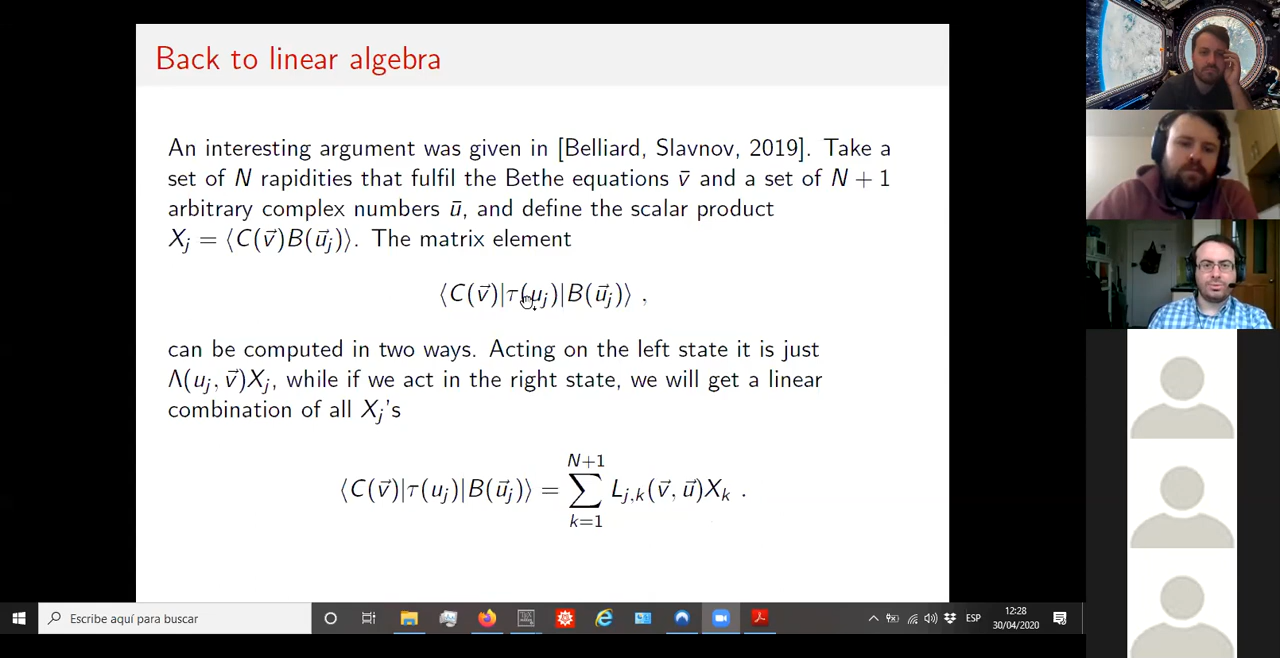 Back to linear algebra
An interesting argument was given in [Belliard, Slavnov, 2019]. Take a
set of N rapidities that fulfil the Bethe equations v̄ and a set of N + 1
arbitrary complex numbers ū, and define the scalar product
X_j = ⟨C(v⃗)B(u⃗_j)⟩. The matrix element
⟨C(v⃗)|τ(u_j)|B(u⃗_j)⟩ ,
can be computed in two ways. Acting on the left state it is just
Λ(u_j, v⃗)X_j, while if we act in the right state, we will get a linear
combination of all X_j's
⟨C(v⃗)|τ(u_j)|B(u⃗_j)⟩ = ∑_{k=1}^{N+1} L_{j,k}(v⃗, u⃗)X_k .
Escribe aquí para buscar
ESP
12:28
30/04/2020